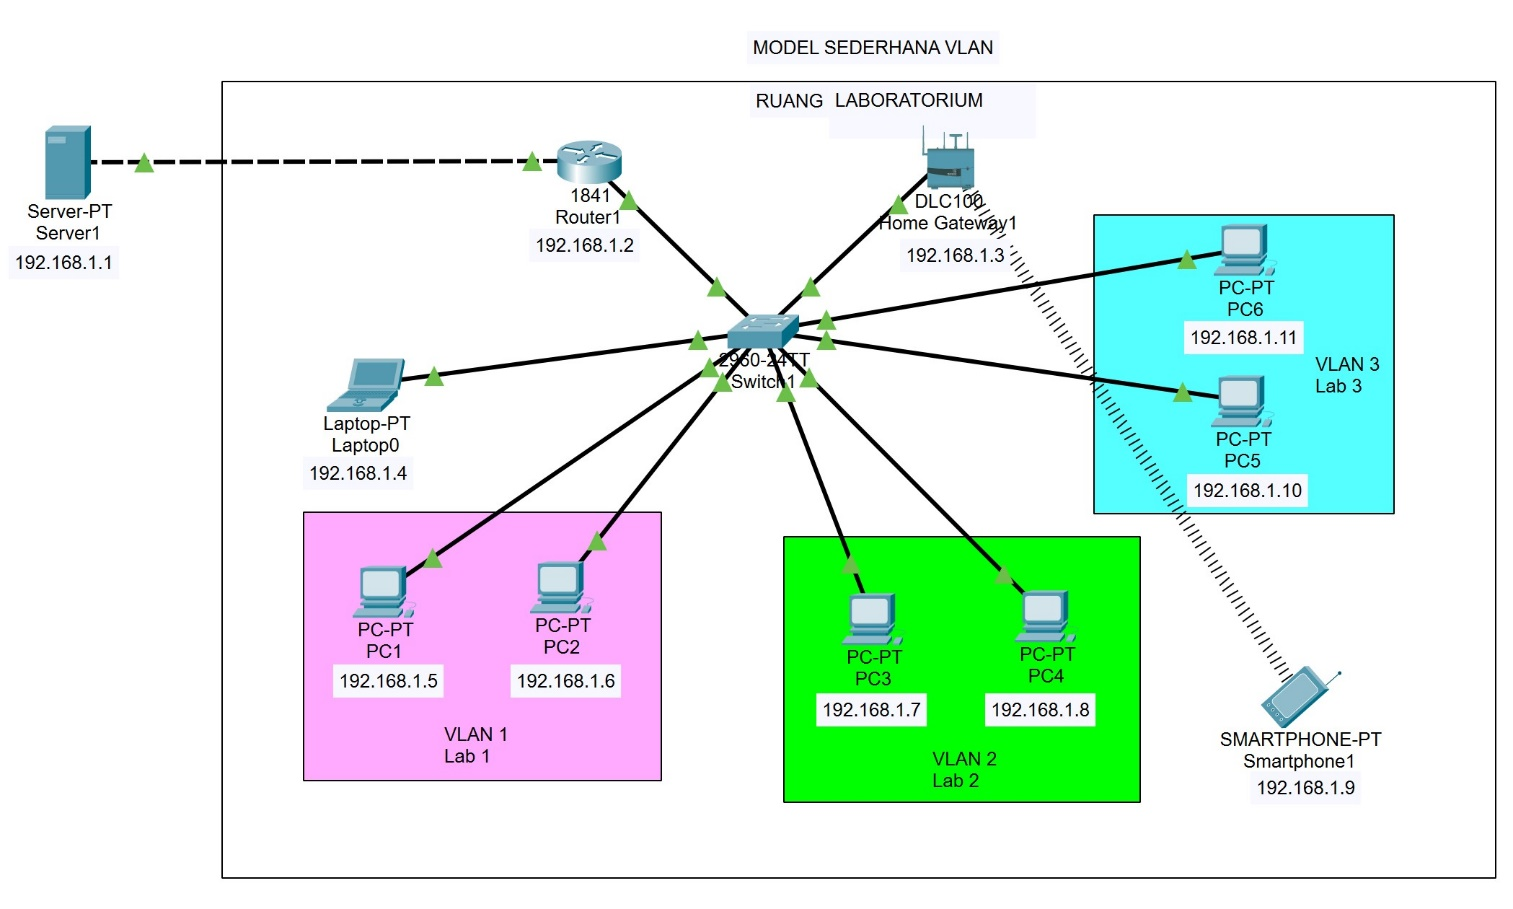 MODEL SEDERHANA VLAN
RUANG LABORATORIUM
Server-PT
Server1
192.168.1.1
1841
Router1
192.168.1.2
DLC100
Home Gateway1
192.168.1.3
2960-24TT
Switch1
Laptop-PT
Laptop0
192.168.1.4
PC-PT
PC6
192.168.1.11
VLAN 3
Lab 3
PC-PT
PC5
192.168.1.10
PC-PT
PC1
192.168.1.5
PC-PT
PC2
192.168.1.6
VLAN 1
Lab 1
PC-PT
PC3
192.168.1.7
PC-PT
PC4
192.168.1.8
VLAN 2
Lab 2
SMARTPHONE-PT
Smartphone1
192.168.1.9